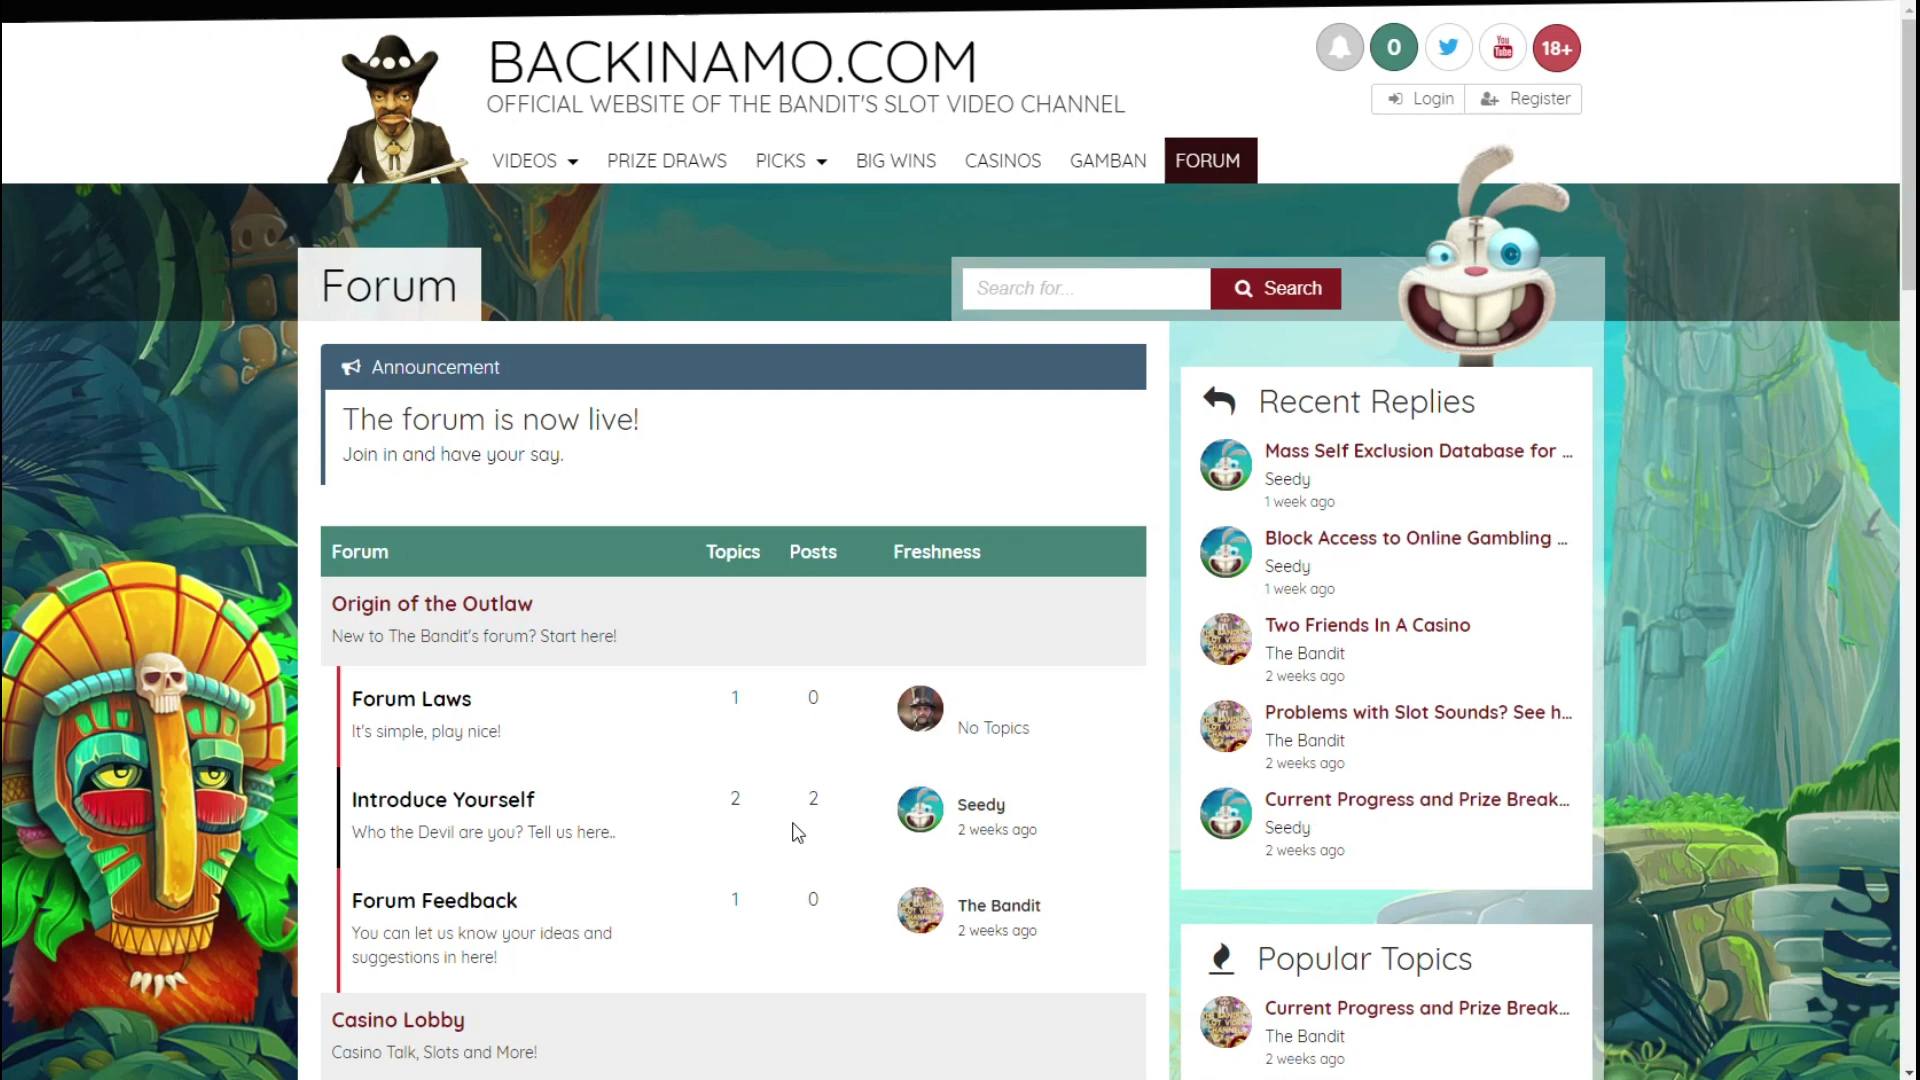 BACKINAMO.COM
OFFICIAL WEBSITE OF THE BANDIT'S SLOT VIDEO CHANNEL
0
You
Tube
18+
Login
Register
VIDEOS
PRIZE DRAWS
PICKS
BIG WINS
CASINOS
GAMBAN
FORUM
Forum
Search for...
Search
Announcement
The forum is now live!
Join in and have your say.
Forum Topics Posts Freshness
Origin of the Outlaw
New to The Bandit's forum? Start here!
Forum Laws
It's simple, play nice!
1
0
No Topics
Introduce Yourself
Who the Devil are you? Tell us here..
2
2
Seedy
2 weeks ago
Forum Feedback
You can let us know your ideas and
suggestions in here!
1
0
The Bandit
2 weeks ago
Casino Lobby
Casino Talk, Slots and More!
Recent Replies
Mass Self Exclusion Database for ...
Seedy
1 week ago
Block Access to Online Gambling ...
Seedy
1 week ago
Two Friends In A Casino
The Bandit
2 weeks ago
Problems with Slot Sounds? See h...
The Bandit
2 weeks ago
Current Progress and Prize Break...
Seedy
2 weeks ago
Popular Topics
Current Progress and Prize Break...
The Bandit
2 weeks ago